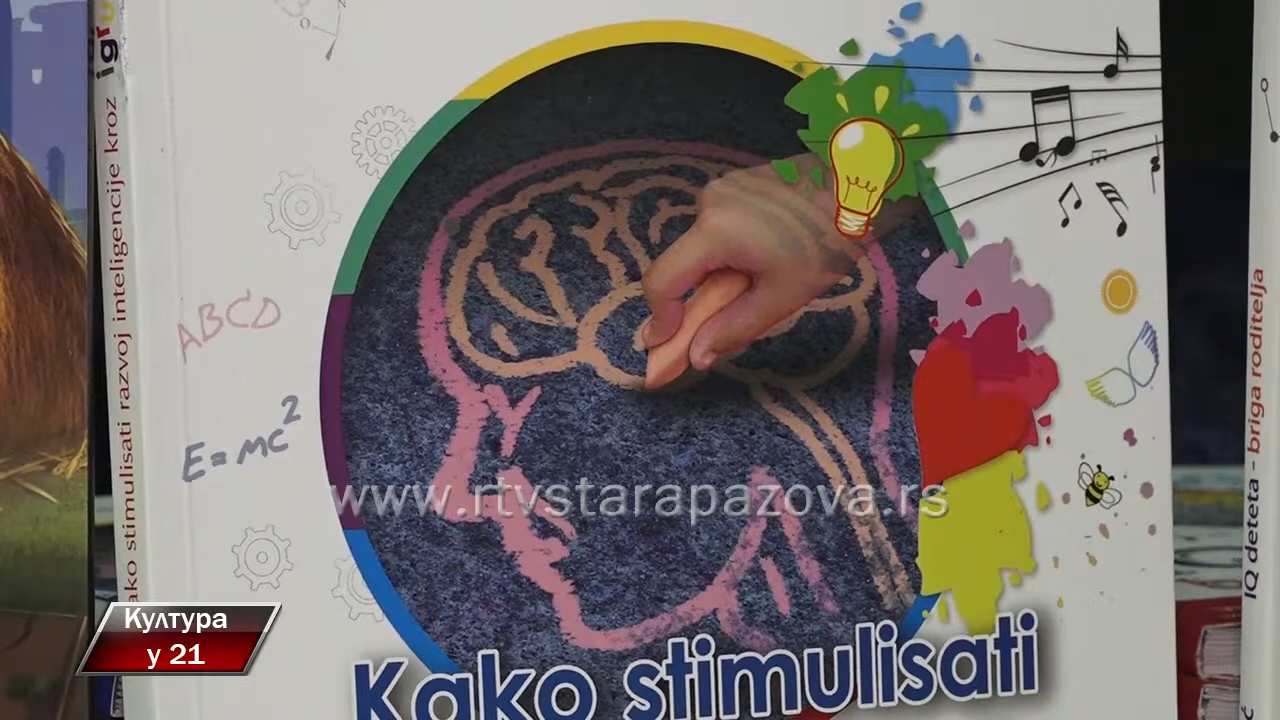 Kako stimulisati razvoj inteligencije kroz igru
ABCD
E=mc²
www.rtvstarapazova.rs
Kako stimulisati
IQ deteta - briga roditelja
Култура
у 21